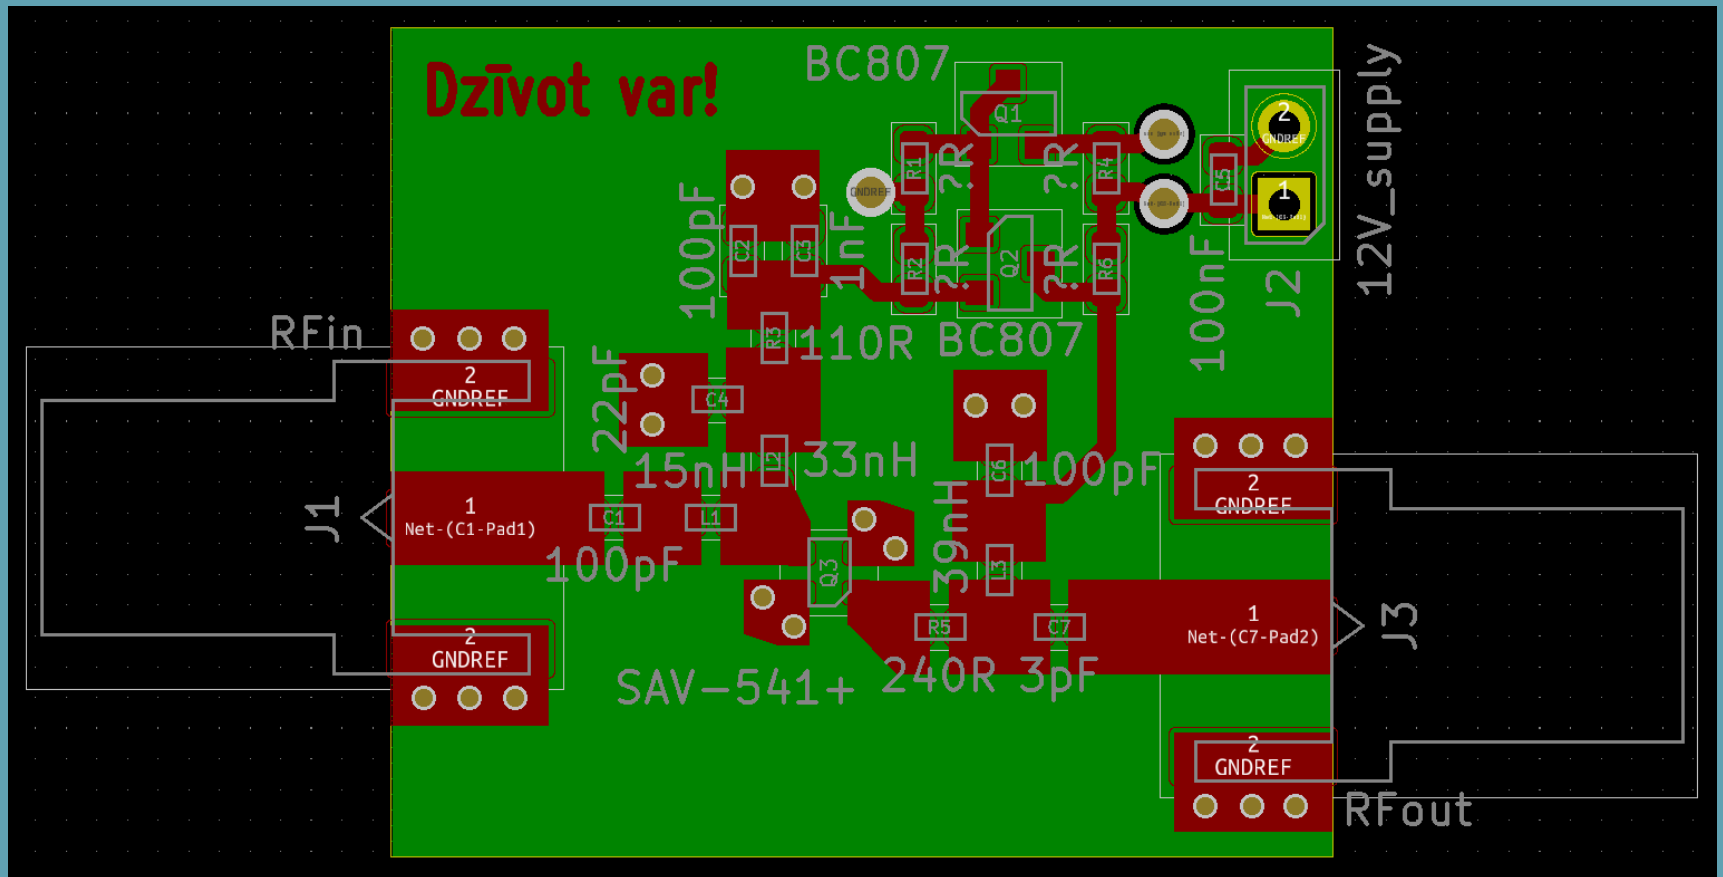 Dzīvot var!
BC807
Q1
2
GNDREF
12V_supply
R1
?R
?R
R4
C5
1
GNDREF
100pF
C2
C3
1nF
R2
?R
Q2
?R
R6
100nF
J2
RFin
R3
110R
BC807
2
GNDREF
22pF
C4
15nH
L2
33nH
C6
100pF
2
GNDREF
J1
1
Net-(C1-Pad1)
C1
L1
100pF
39nH
Q3
L3
1
Net-(C7-Pad2)
J3
R5
C7
2
GNDREF
SAV-541+
240R
3pF
2
GNDREF
RFout